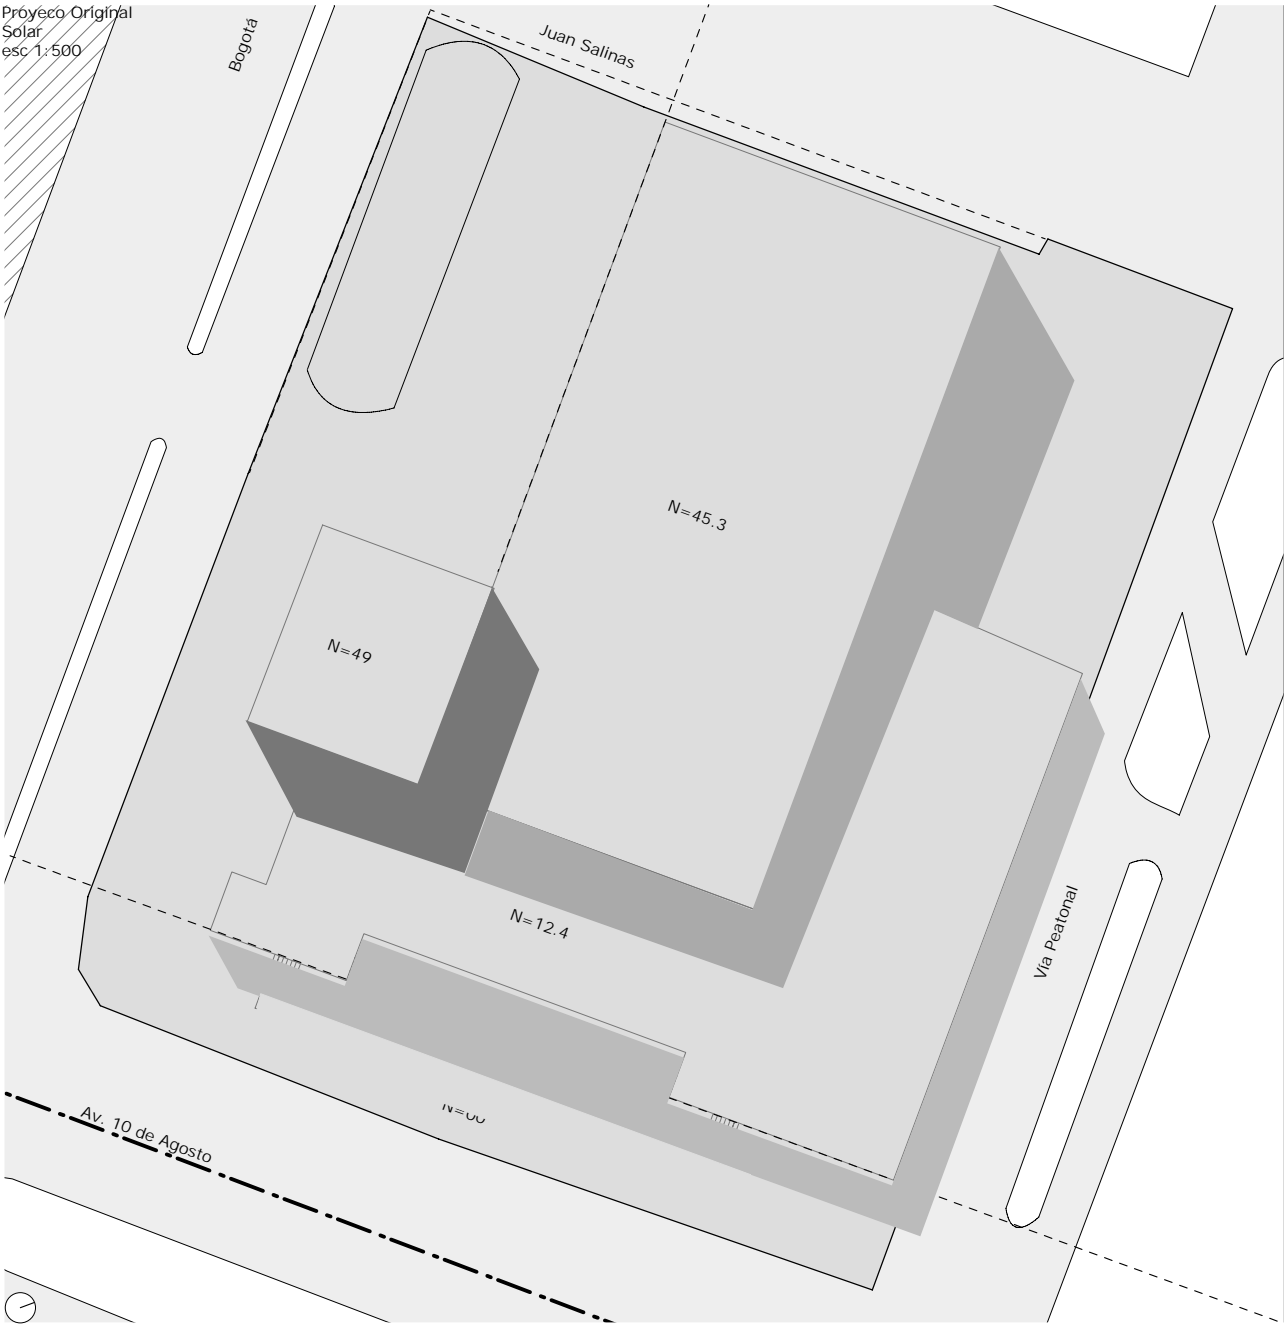 Proyeco Original
Solar
esc 1:500
Bogotá
Juan Salinas
N=45.3
N=49
N=12.4
Vía Peatonal
Av. 10 de Agosto